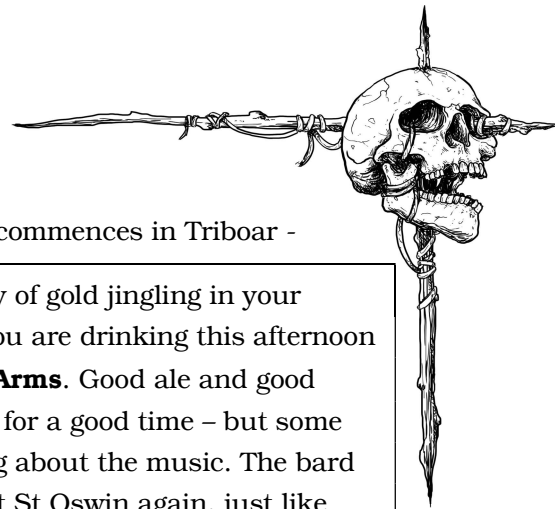 commences in Triboar -
y of gold jingling in your
ou are drinking this afternoon
Arms. Good ale and good
for a good time – but some
g about the music. The bard
t St Oswin again, just like